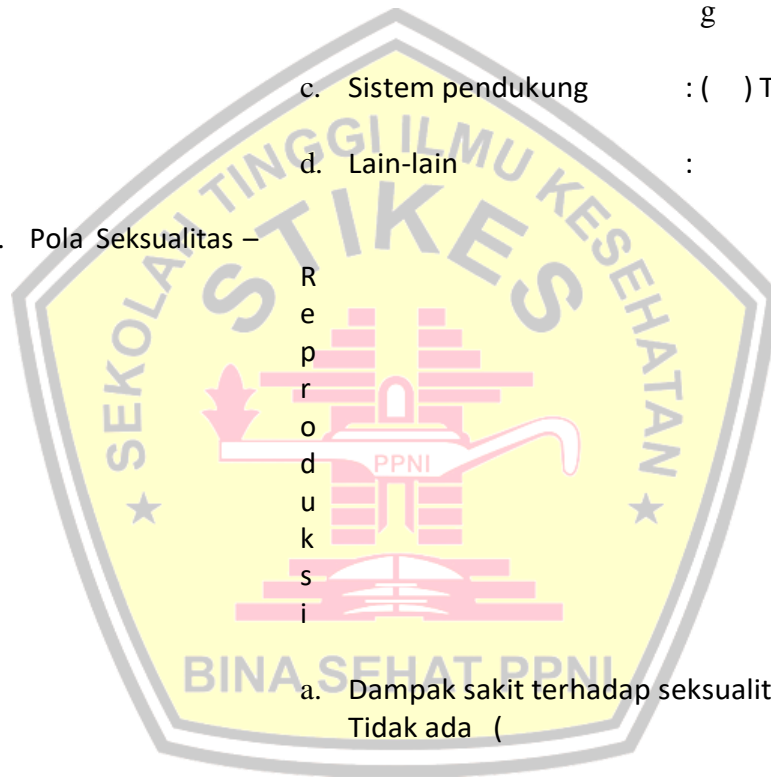 g
c. Sistem pendukung : ( ) T
d. Lain-lain :
. Pola Seksualitas –
R
e
p
r
o
d
u
k
s
i
a. Dampak sakit terhadap seksualit
Tidak ada (
SEKOLAH TINGGI ILMU KESEHATAN
STIKES
PPNI
BINA SEHAT PPNI